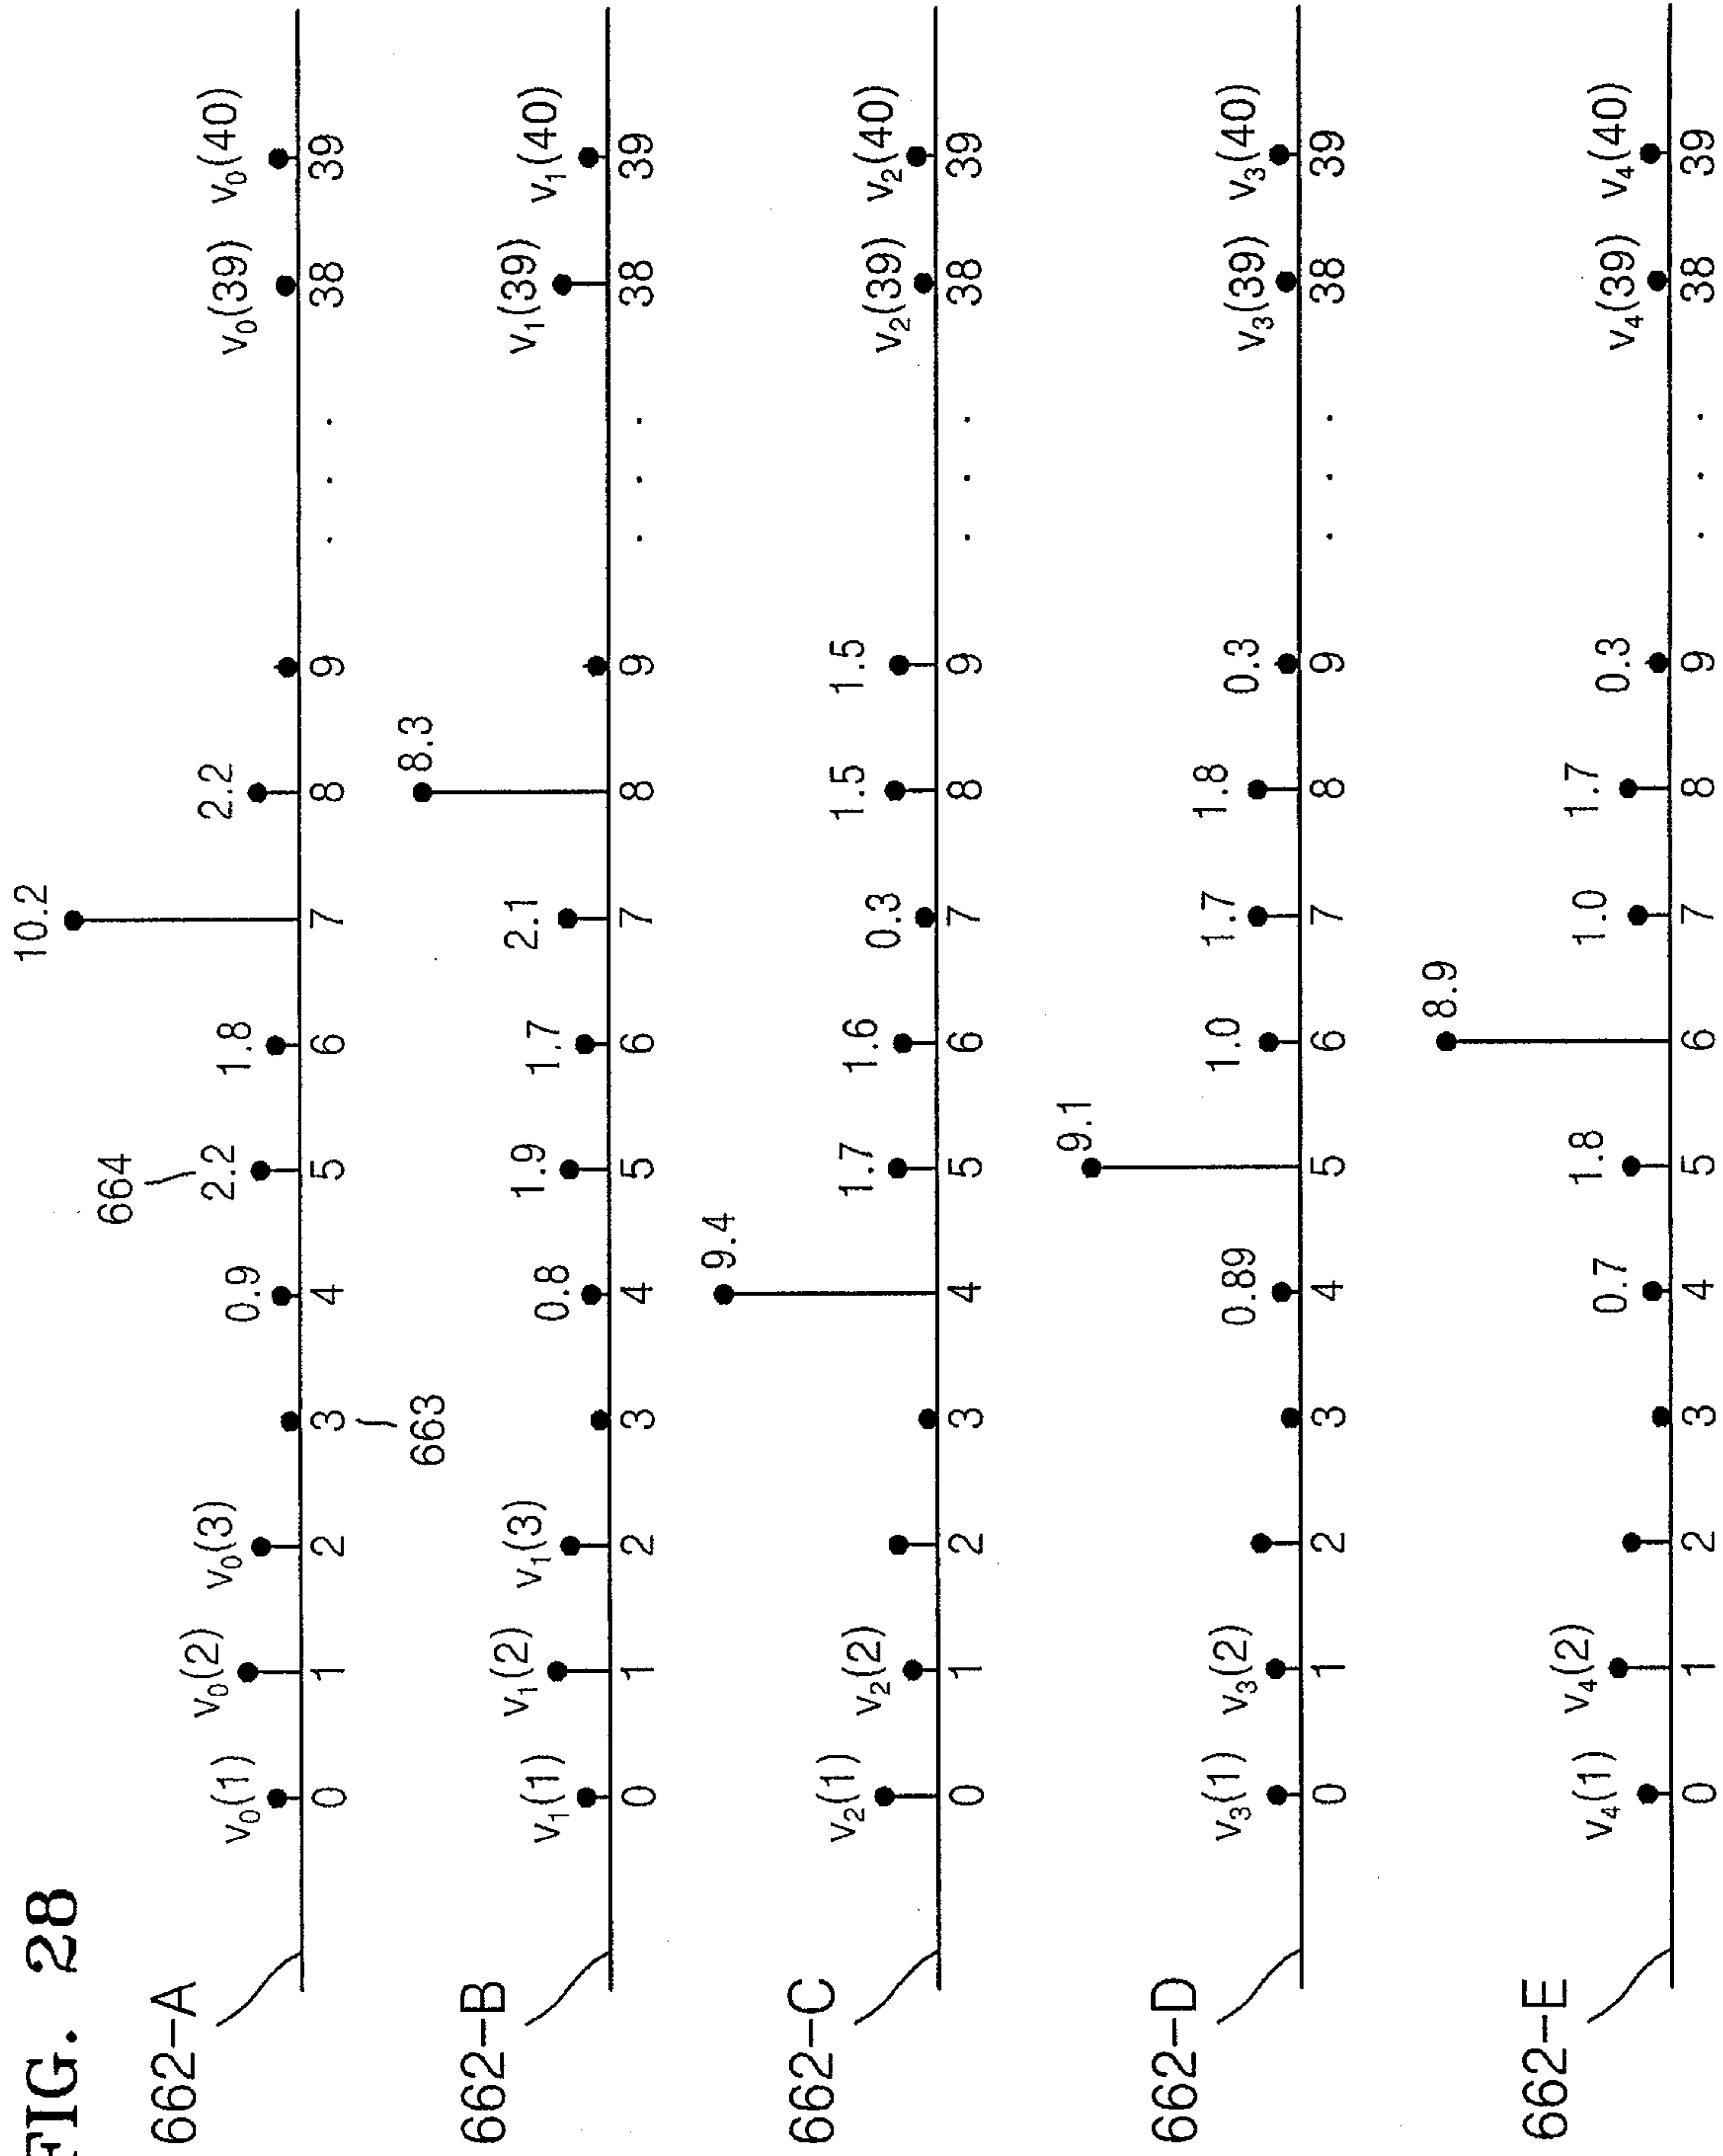 FIG. 28
662-A
v₀(1) v₀(2) v₀(3) 0.9 2.2 1.8 10.2 2.2 v₀(39) v₀(40)
664
0 1 2 3 4 5 6 7 8 9 . . . 38 39
663
662-B
v₁(1) v₁(2) v₁(3) 0.8 1.9 1.7 2.1 8.3 v₁(39) v₁(40)
0 1 2 3 4 5 6 7 8 9 . . . 38 39
662-C
v₂(1) v₂(2) 9.4 1.7 1.6 0.3 1.5 1.5 v₂(39) v₂(40)
0 1 2 3 4 5 6 7 8 9 . . . 38 39
662-D
v₃(1) v₃(2) 0.89 9.1 1.0 1.7 1.8 0.3 v₃(39) v₃(40)
0 1 2 3 4 5 6 7 8 9 . . . 38 39
662-E
v₄(1) v₄(2) 0.7 1.8 8.9 1.0 1.7 0.3 v₄(39) v₄(40)
0 1 2 3 4 5 6 7 8 9 . . . 38 39